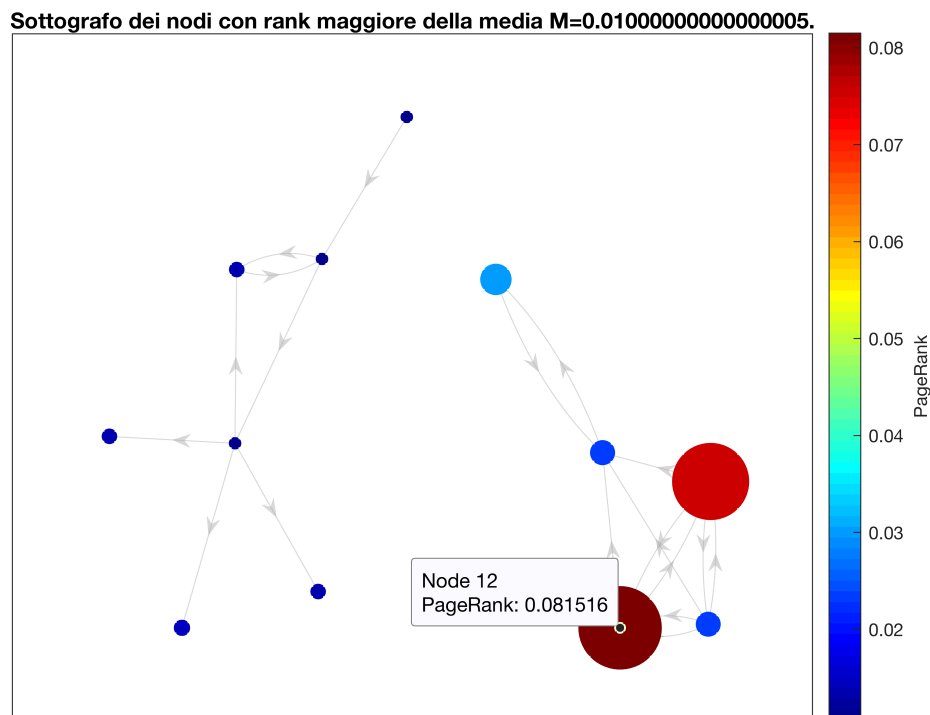 Sottografo dei nodi con rank maggiore della media M=0.01000000000000005.
0.08
0.07
0.06
0.05
0.04
0.03
0.02
PageRank
Node 12
PageRank: 0.081516